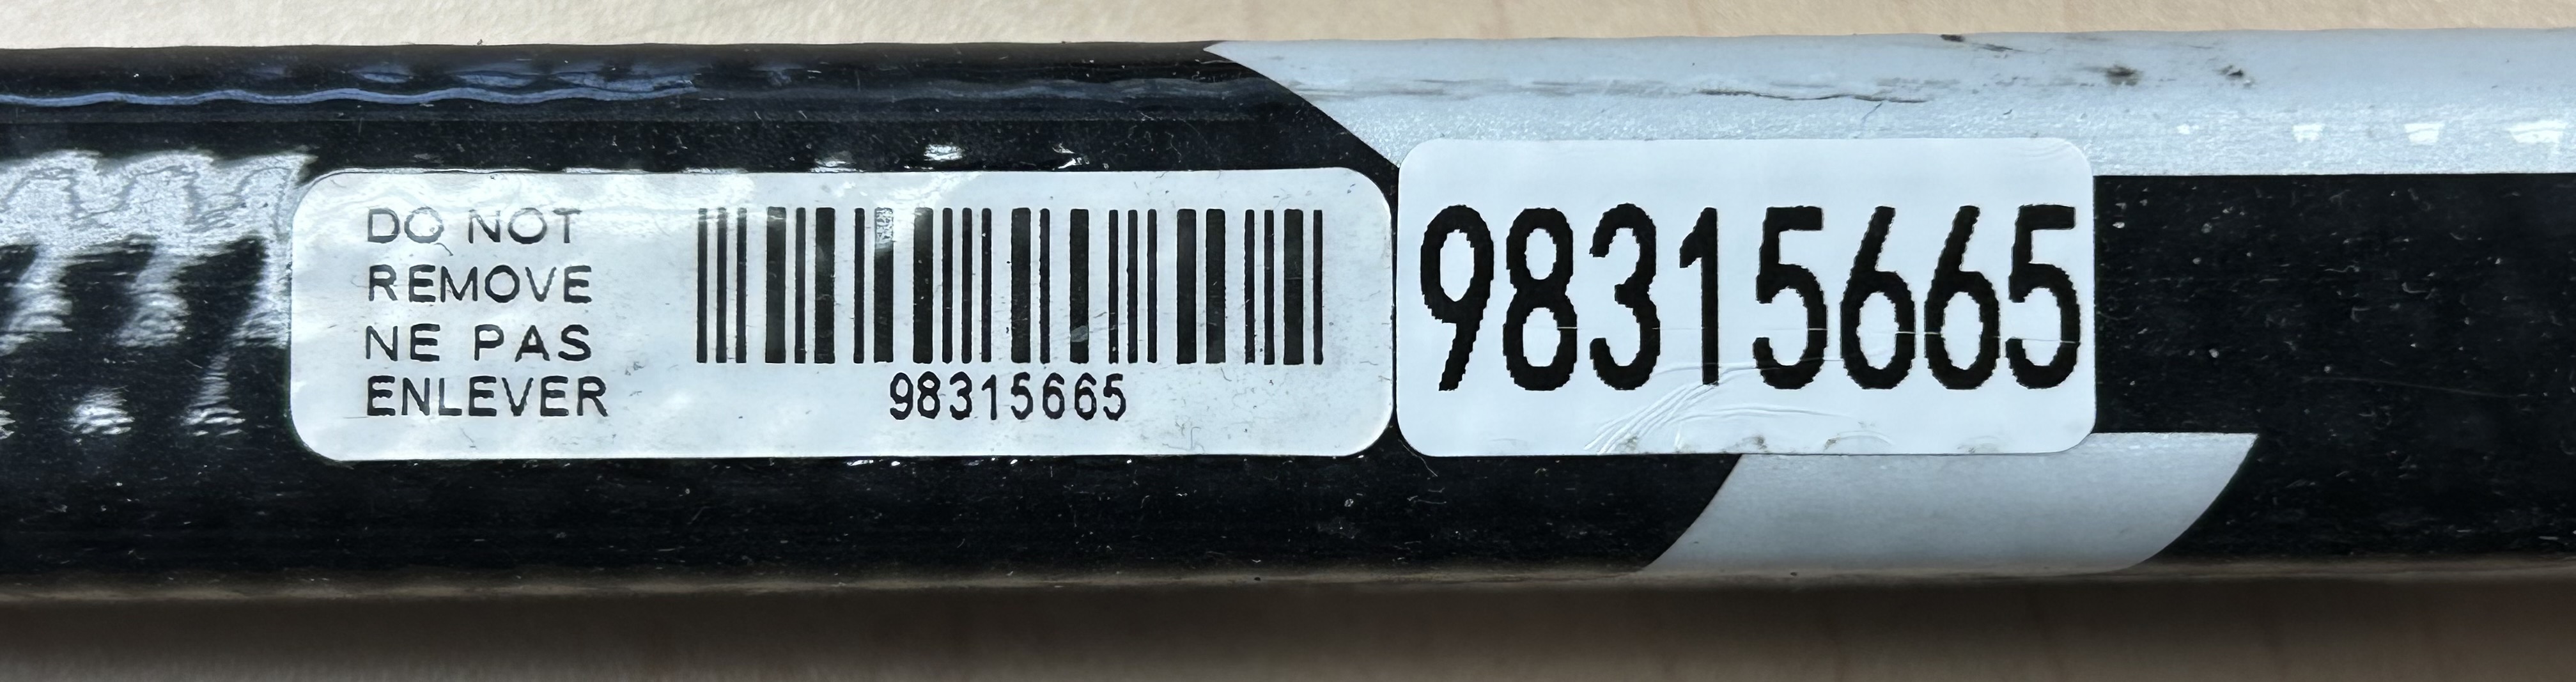 DO NOT
REMOVE
NE PAS
ENLEVER
98315665
98315665